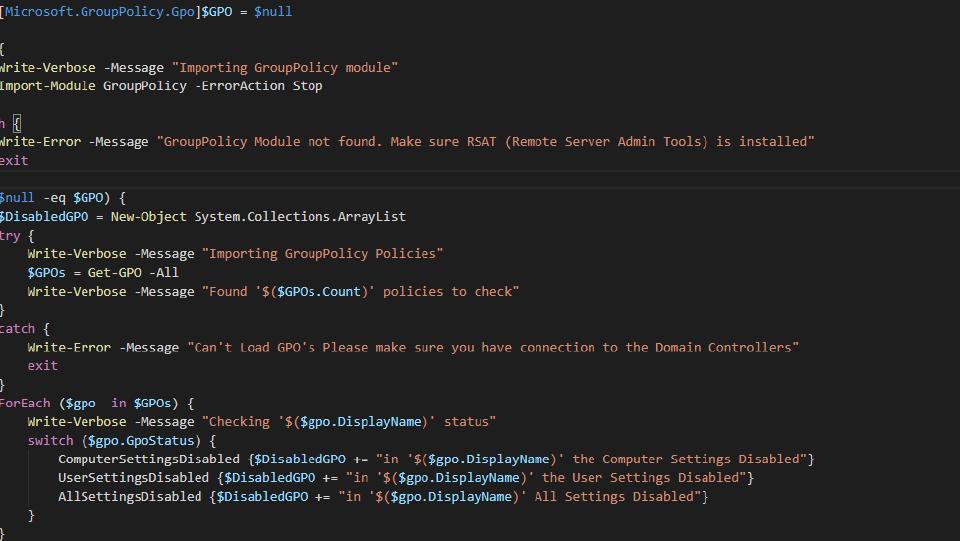 [Microsoft.GroupPolicy.Gpo]$GPO = $null
{
Write-Verbose -Message "Importing GroupPolicy module"
Import-Module GroupPolicy -ErrorAction Stop
h {
Write-Error -Message "GroupPolicy Module not found. Make sure RSAT (Remote Server Admin Tools) is installed"
exit
$null -eq $GPO) {
$DisabledGPO = New-Object System.Collections.ArrayList
try {
Write-Verbose -Message "Importing GroupPolicy Policies"
$GPOs = Get-GPO -All
Write-Verbose -Message "Found '$($GPOs.Count)' policies to check"
}
catch {
Write-Error -Message "Can't Load GPO's Please make sure you have connection to the Domain Controllers"
exit
}
ForEach ($gpo  in $GPOs) {
Write-Verbose -Message "Checking '$($gpo.DisplayName)' status"
switch ($gpo.GpoStatus) {
ComputerSettingsDisabled {$DisabledGPO += "in '$($gpo.DisplayName)' the Computer Settings Disabled"}
UserSettingsDisabled {$DisabledGPO += "in '$($gpo.DisplayName)' the User Settings Disabled"}
AllSettingsDisabled {$DisabledGPO += "in '$($gpo.DisplayName)' All Settings Disabled"}
}
}